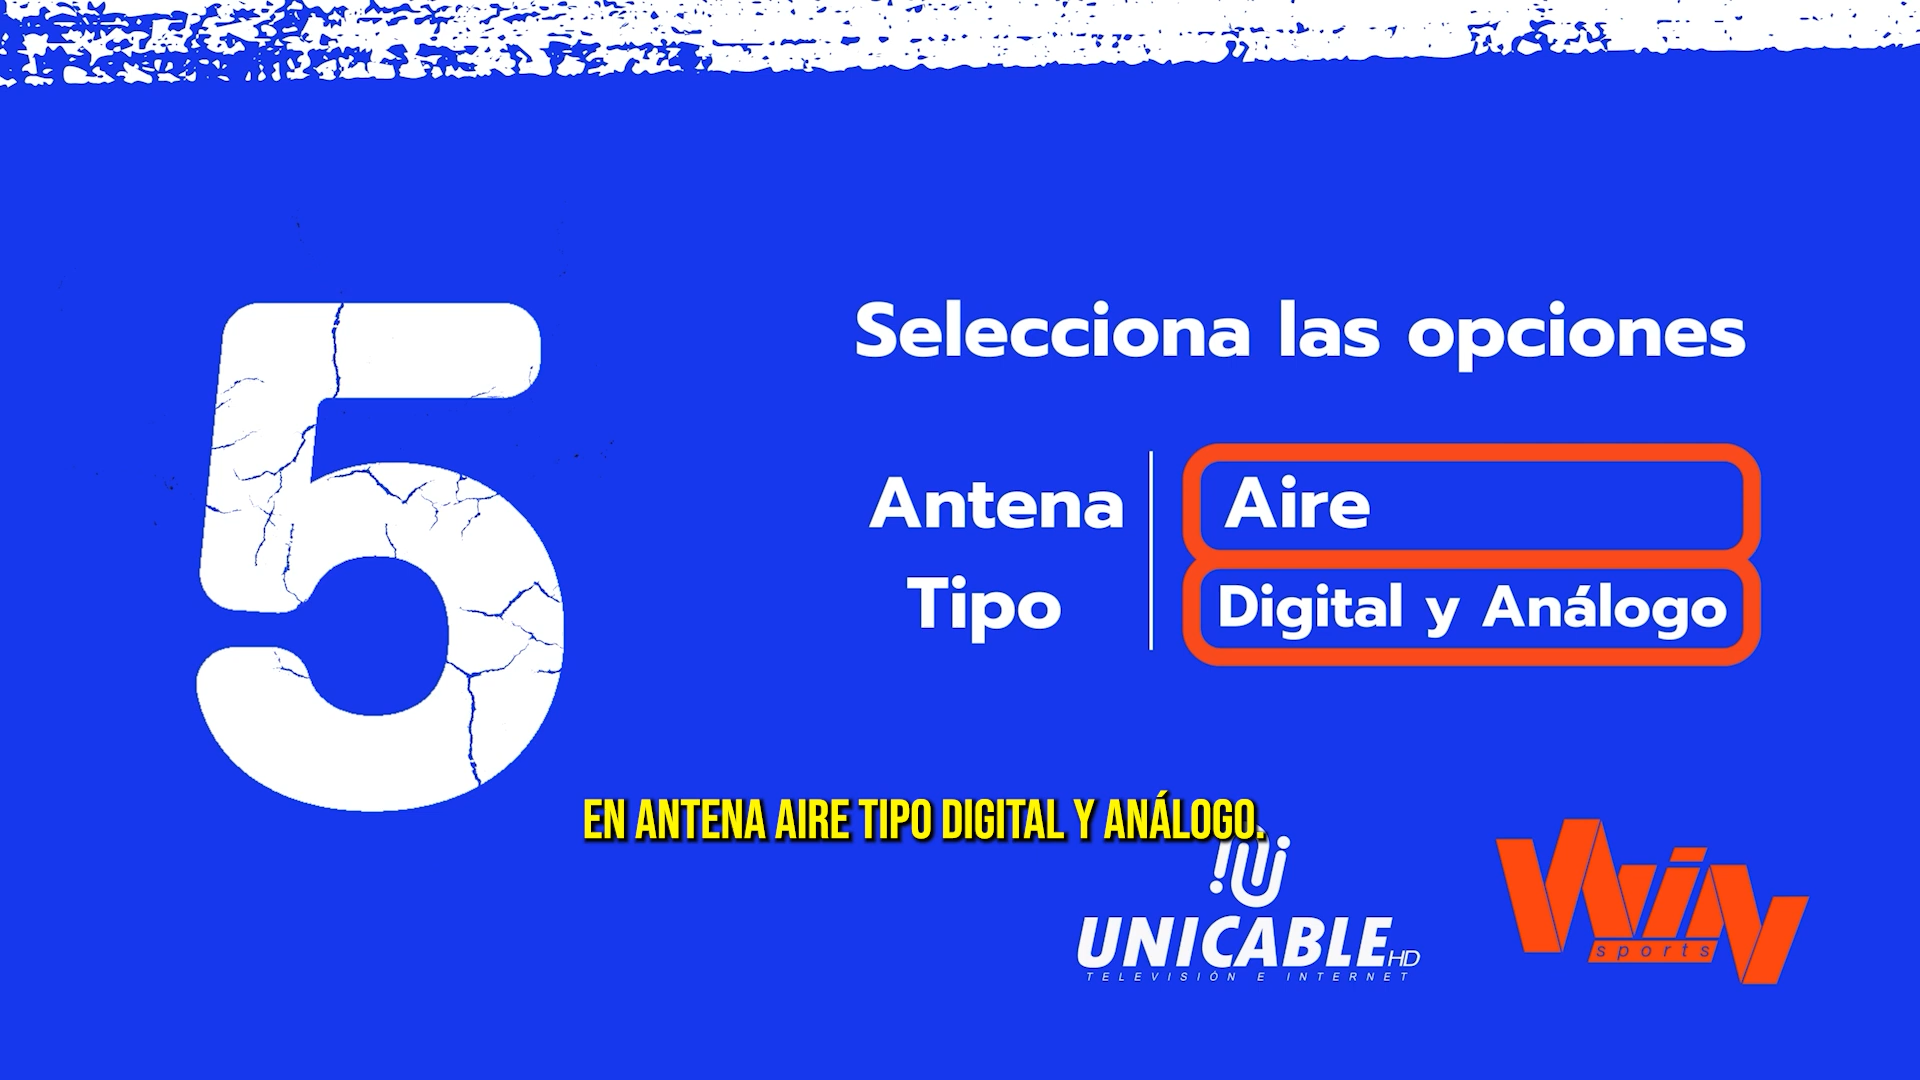 5
Selecciona las opciones
Antena
Aire
Tipo
Digital y Análogo
EN ANTENA AIRE TIPO DIGITAL Y ANÁLOGO.
UNICABLE HD
TELEVISIÓN E INTERNET
Win
sports